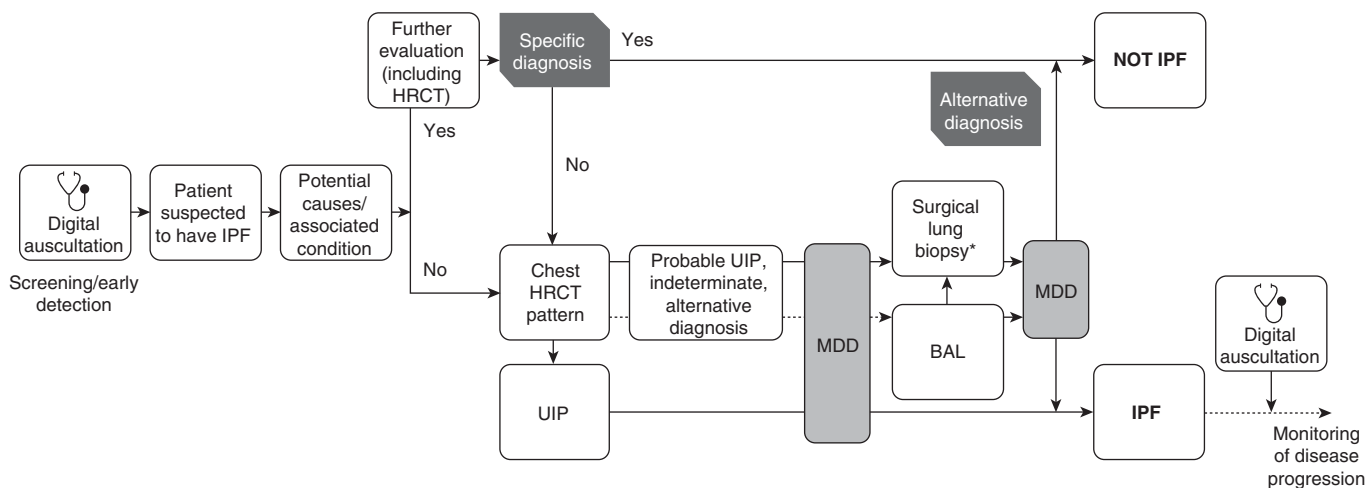 Further
evaluation
(including
HRCT)
Specific
diagnosis
Yes
NOT IPF
Alternative
diagnosis
Yes
No
Digital
auscultation
Screening/early
detection
Patient
suspected
to have IPF
Potential
causes/
associated
condition
No
Chest
HRCT
pattern
Probable UIP,
indeterminate,
alternative
diagnosis
MDD
Surgical
lung
biopsy*
BAL
MDD
UIP
IPF
Digital
auscultation
Monitoring
of disease
progression